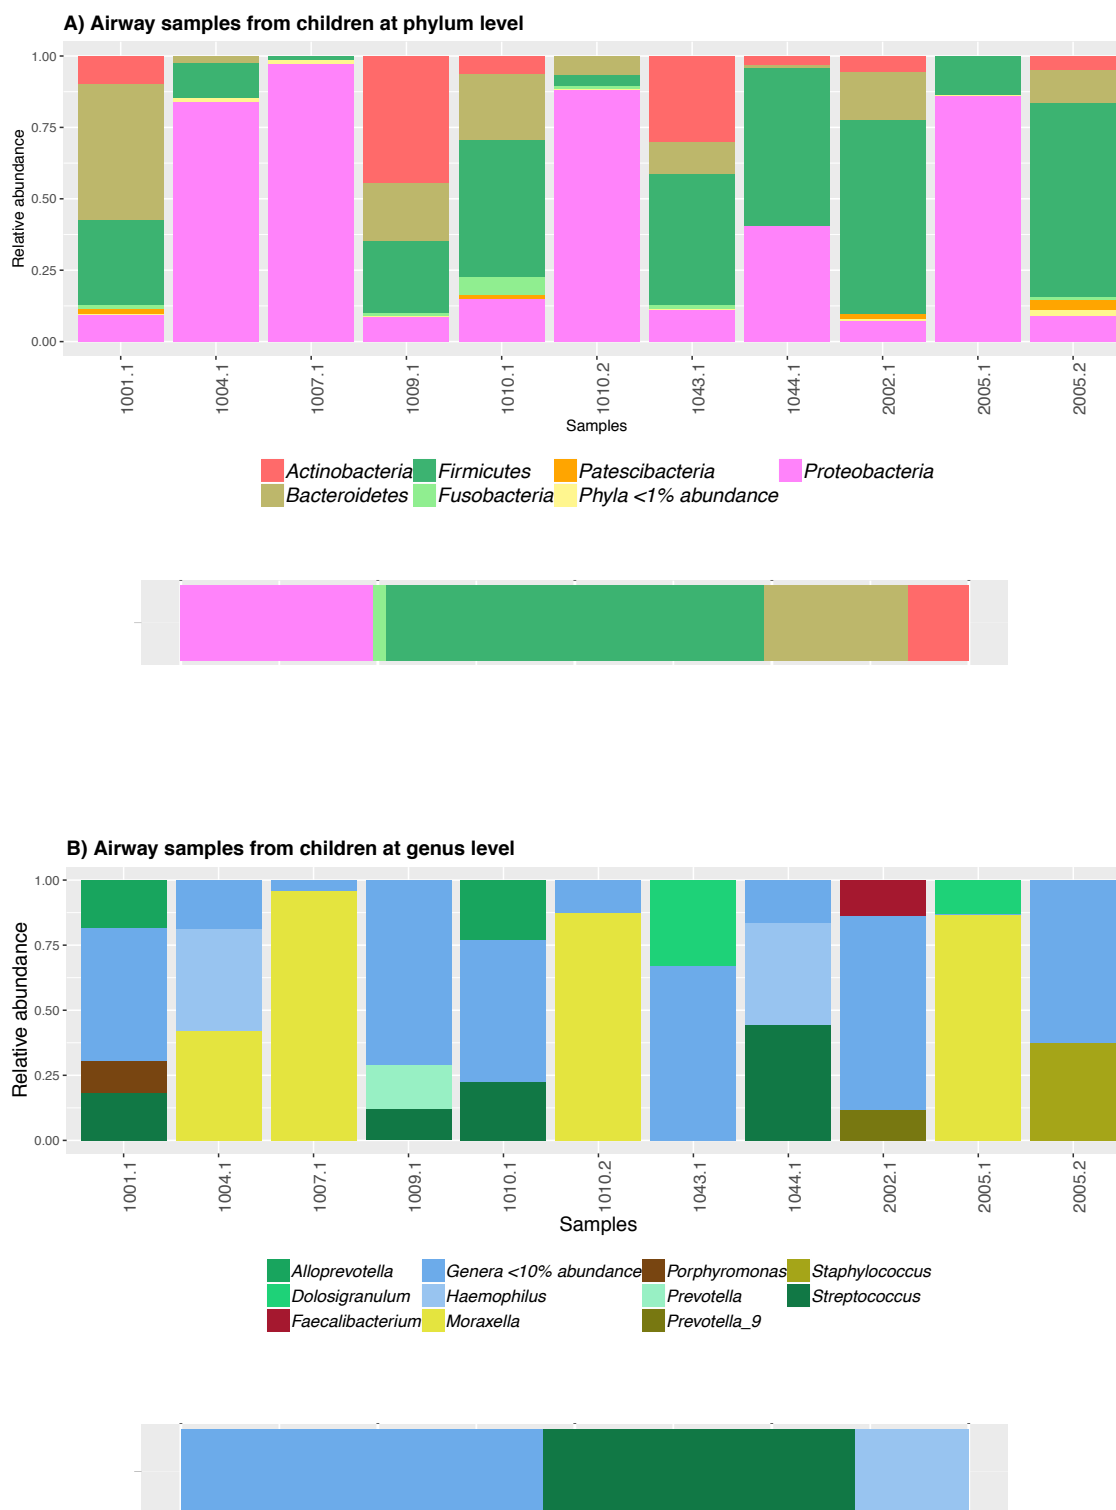 A) Airway samples from children at phylum level
1.00
0.75
0.50
0.25
0.00
Relative abundance
1001.1 1004.1 1007.1 1009.1 1010.1 1010.2 1043.1 1044.1 2002.1 2005.1 2005.2
Samples
Actinobacteria Firmicutes Patescibacteria Proteobacteria
Bacteroidetes Fusobacteria Phyla <1% abundance
B) Airway samples from children at genus level
1.00
0.75
0.50
0.25
0.00
Relative abundance
1001.1 1004.1 1007.1 1009.1 1010.1 1010.2 1043.1 1044.1 2002.1 2005.1 2005.2
Samples
Alloprevotella Genera <10% abundance Porphyromonas Staphylococcus
Dolosigranulum Haemophilus Prevotella Streptococcus
Faecalibacterium Moraxella Prevotella_9